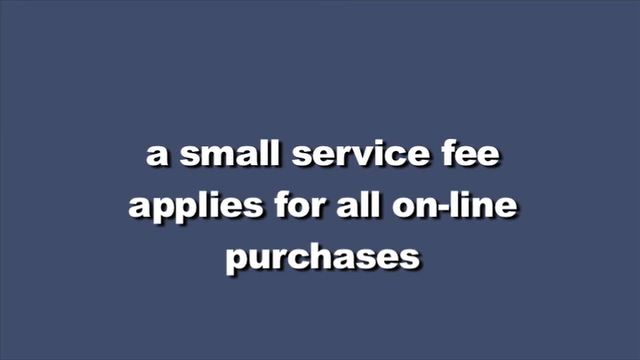 a small service fee
applies for all on-line
purchases